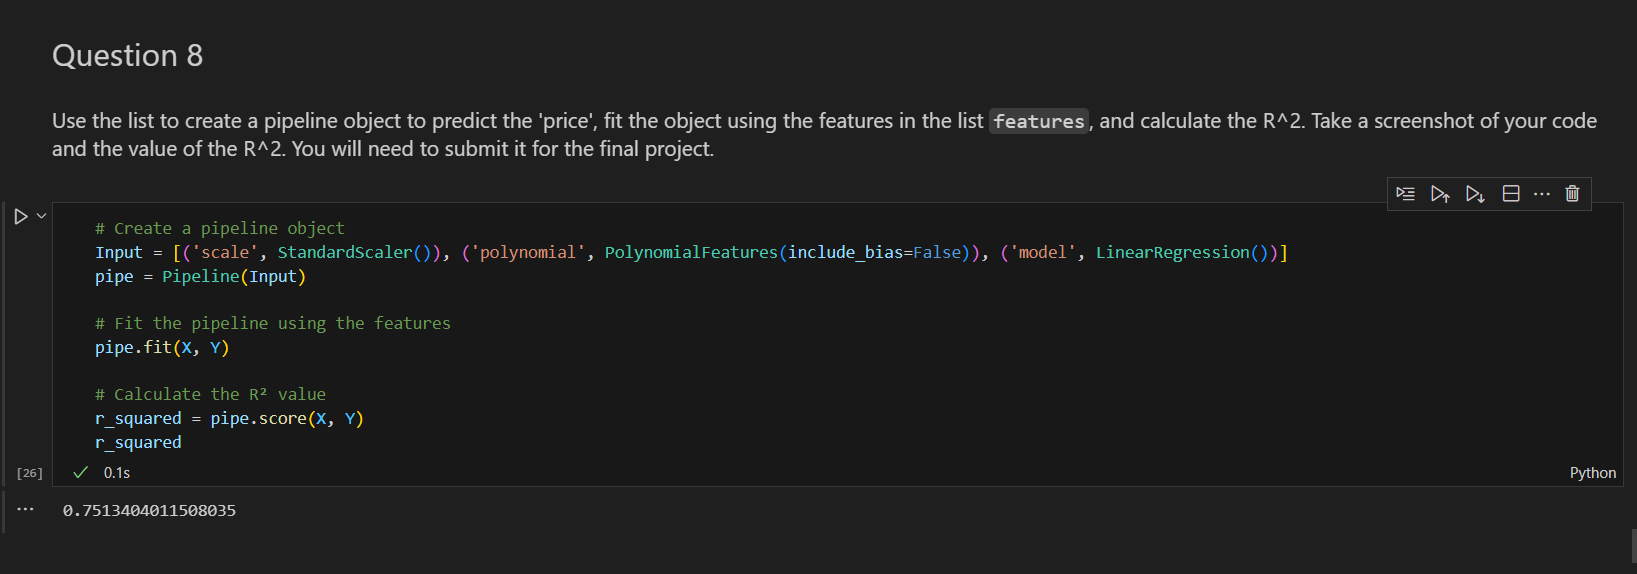 Question 8
Use the list to create a pipeline object to predict the 'price', fit the object using the features in the list features, and calculate the R^2. Take a screenshot of your code
and the value of the R^2. You will need to submit it for the final project.
# Create a pipeline object
Input = [('scale', StandardScaler()), ('polynomial', PolynomialFeatures(include_bias=False)), ('model', LinearRegression())]
pipe = Pipeline(Input)
# Fit the pipeline using the features
pipe.fit(X, Y)
# Calculate the R² value
r_squared = pipe.score(X, Y)
r_squared
[26] 0.1s Python
0.7513404011508035